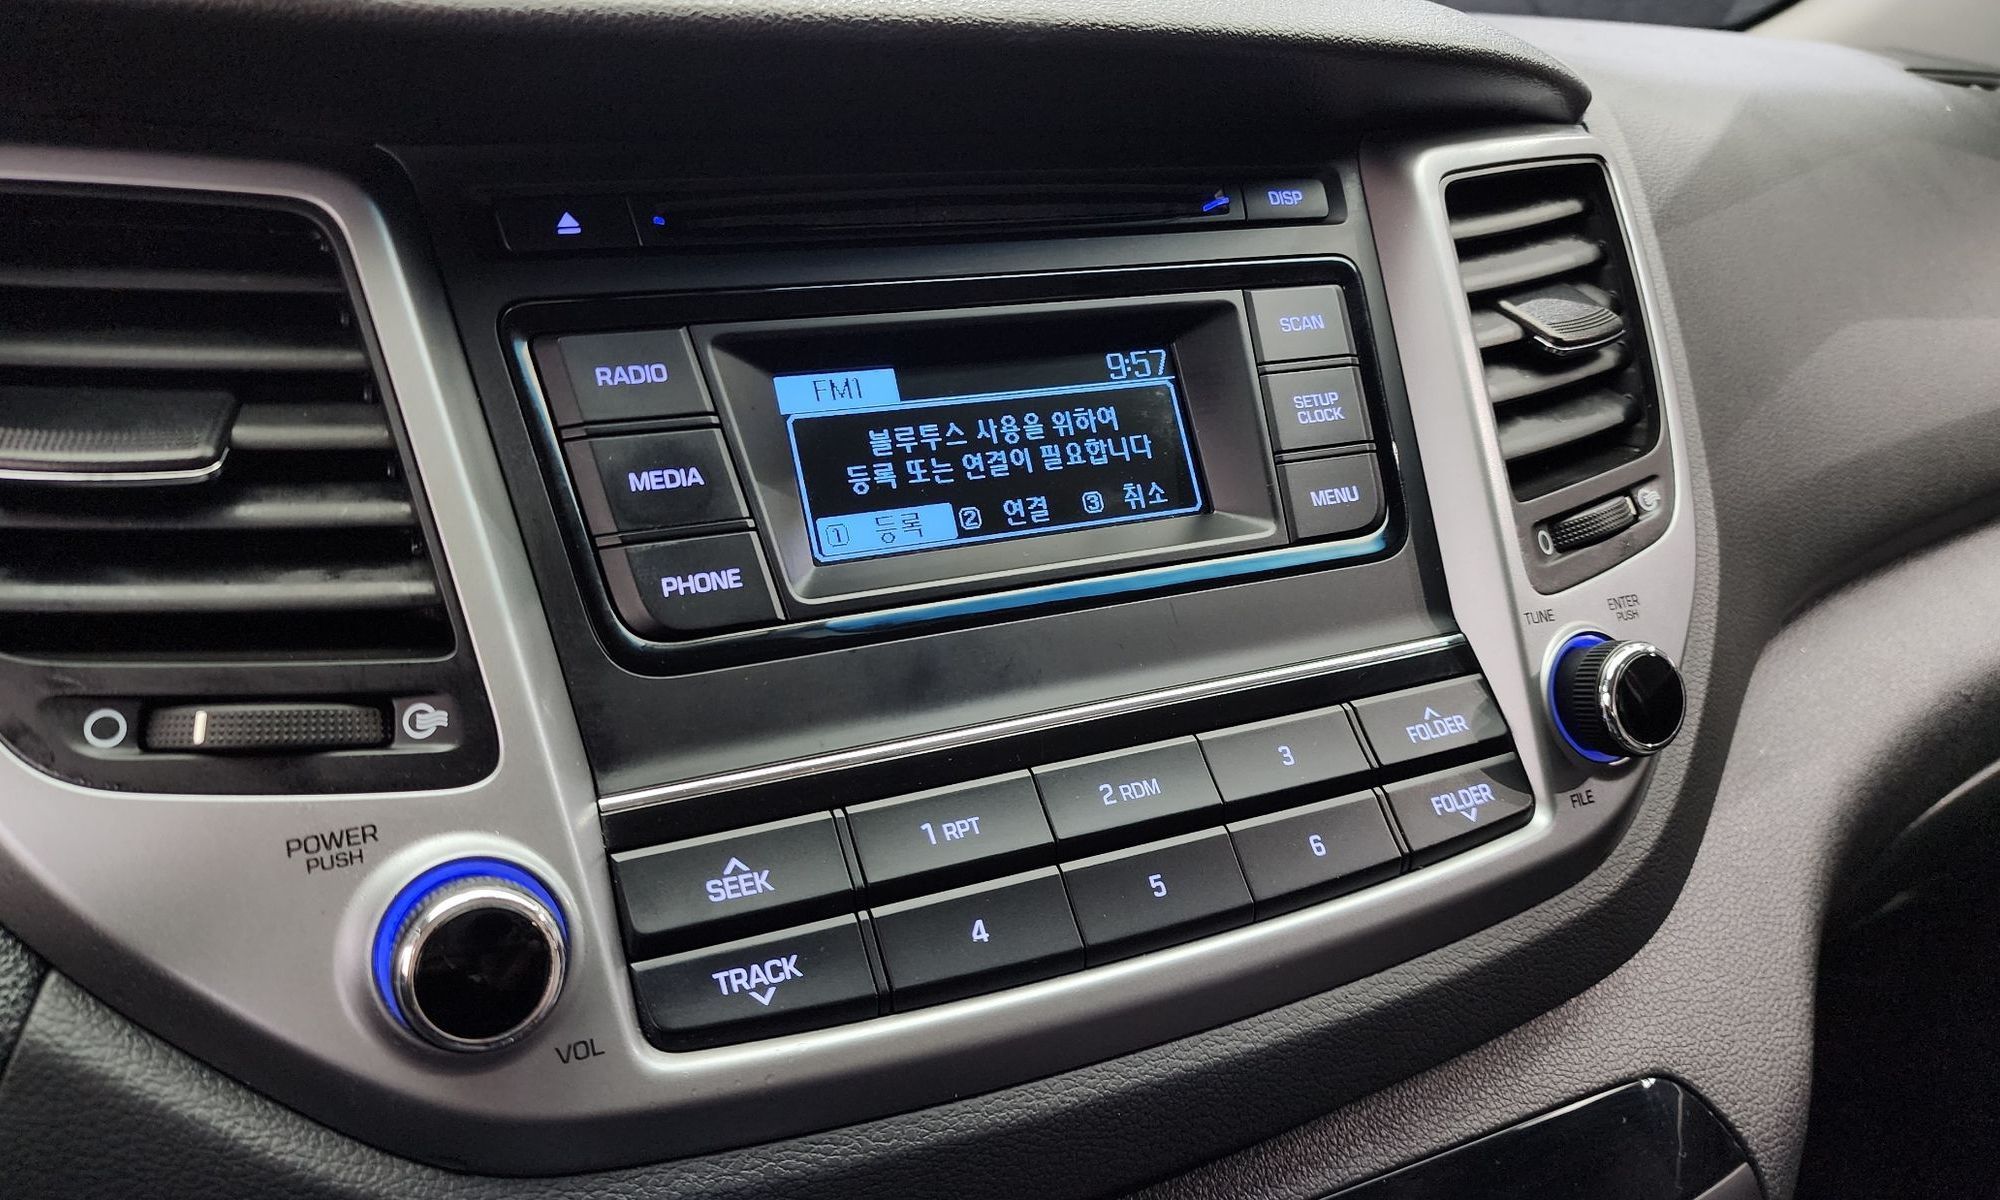 DISP
RADIO
MEDIA
PHONE
FM1 9:57
블루투스 사용을 위하여
등록 또는 연결이 필요합니다
1 등록 2 연결 3 취소
SCAN
SETUP
CLOCK
MENU
TUNE
ENTER
PUSH
FILE
POWER
PUSH
VOL
SEEK
1 RPT
2 RDM
3
FOLDER
TRACK
4
5
6
FOLDER